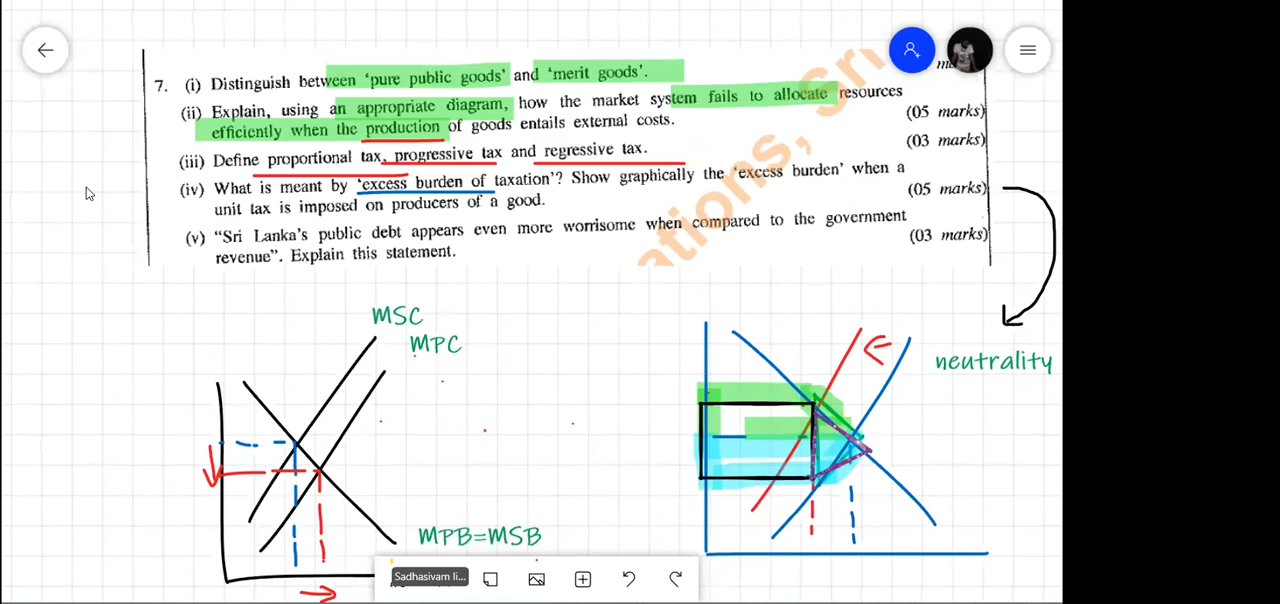 7. (i) Distinguish between ‘pure public goods’ and ‘merit goods’.
(ii) Explain, using an appropriate diagram, how the market system fails to allocate resources
efficiently when the production of goods entails external costs.
(05 marks)
(03 marks)
(iii) Define proportional tax, progressive tax and regressive tax.
(iv) What is meant by ‘excess burden of taxation’? Show graphically the ‘excess burden’ when a
unit tax is imposed on producers of a good.
(05 marks)
(v) “Sri Lanka’s public debt appears even more worrisome when compared to the government
revenue”. Explain this statement.
(03 marks)
MSC
MPC
neutrality
MPB=MSB
Sadhasivam li...